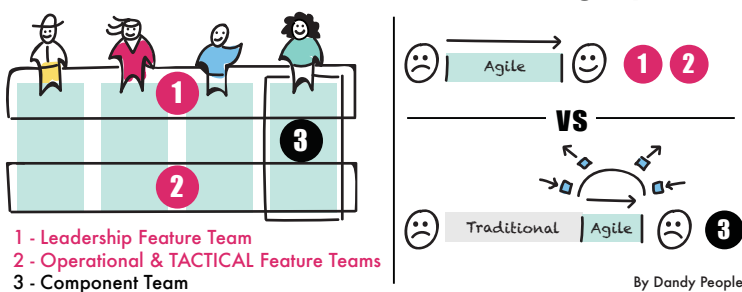 1
3
2
1 - Leadership Feature Team
2 - Operational & TACTICAL Feature Teams
3 - Component Team
Agile
1 2
VS
Traditional Agile
3
By Dandy People